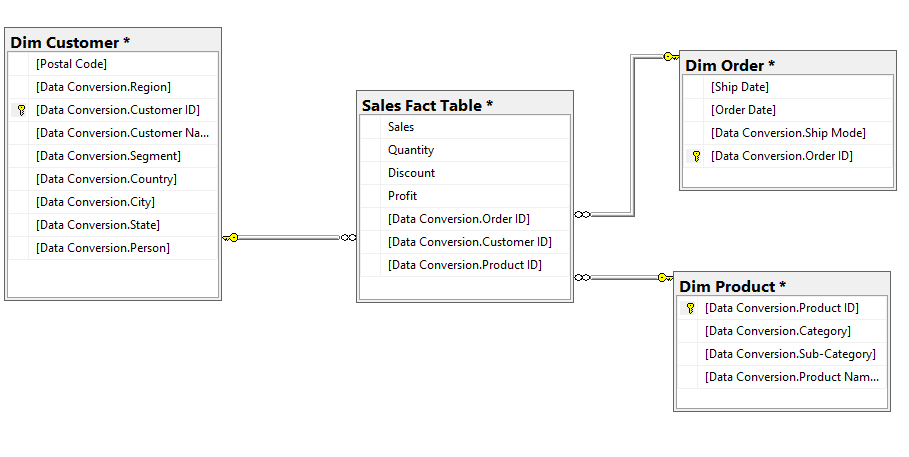 Dim Customer *
[Postal Code]
[Data Conversion.Region]
[Data Conversion.Customer ID]
[Data Conversion.Customer Na...
[Data Conversion.Segment]
[Data Conversion.Country]
[Data Conversion.City]
[Data Conversion.State]
[Data Conversion.Person]
Sales Fact Table *
Sales
Quantity
Discount
Profit
[Data Conversion.Order ID]
[Data Conversion.Customer ID]
[Data Conversion.Product ID]
Dim Order *
[Ship Date]
[Order Date]
[Data Conversion.Ship Mode]
[Data Conversion.Order ID]
Dim Product *
[Data Conversion.Product ID]
[Data Conversion.Category]
[Data Conversion.Sub-Category]
[Data Conversion.Product Nam...